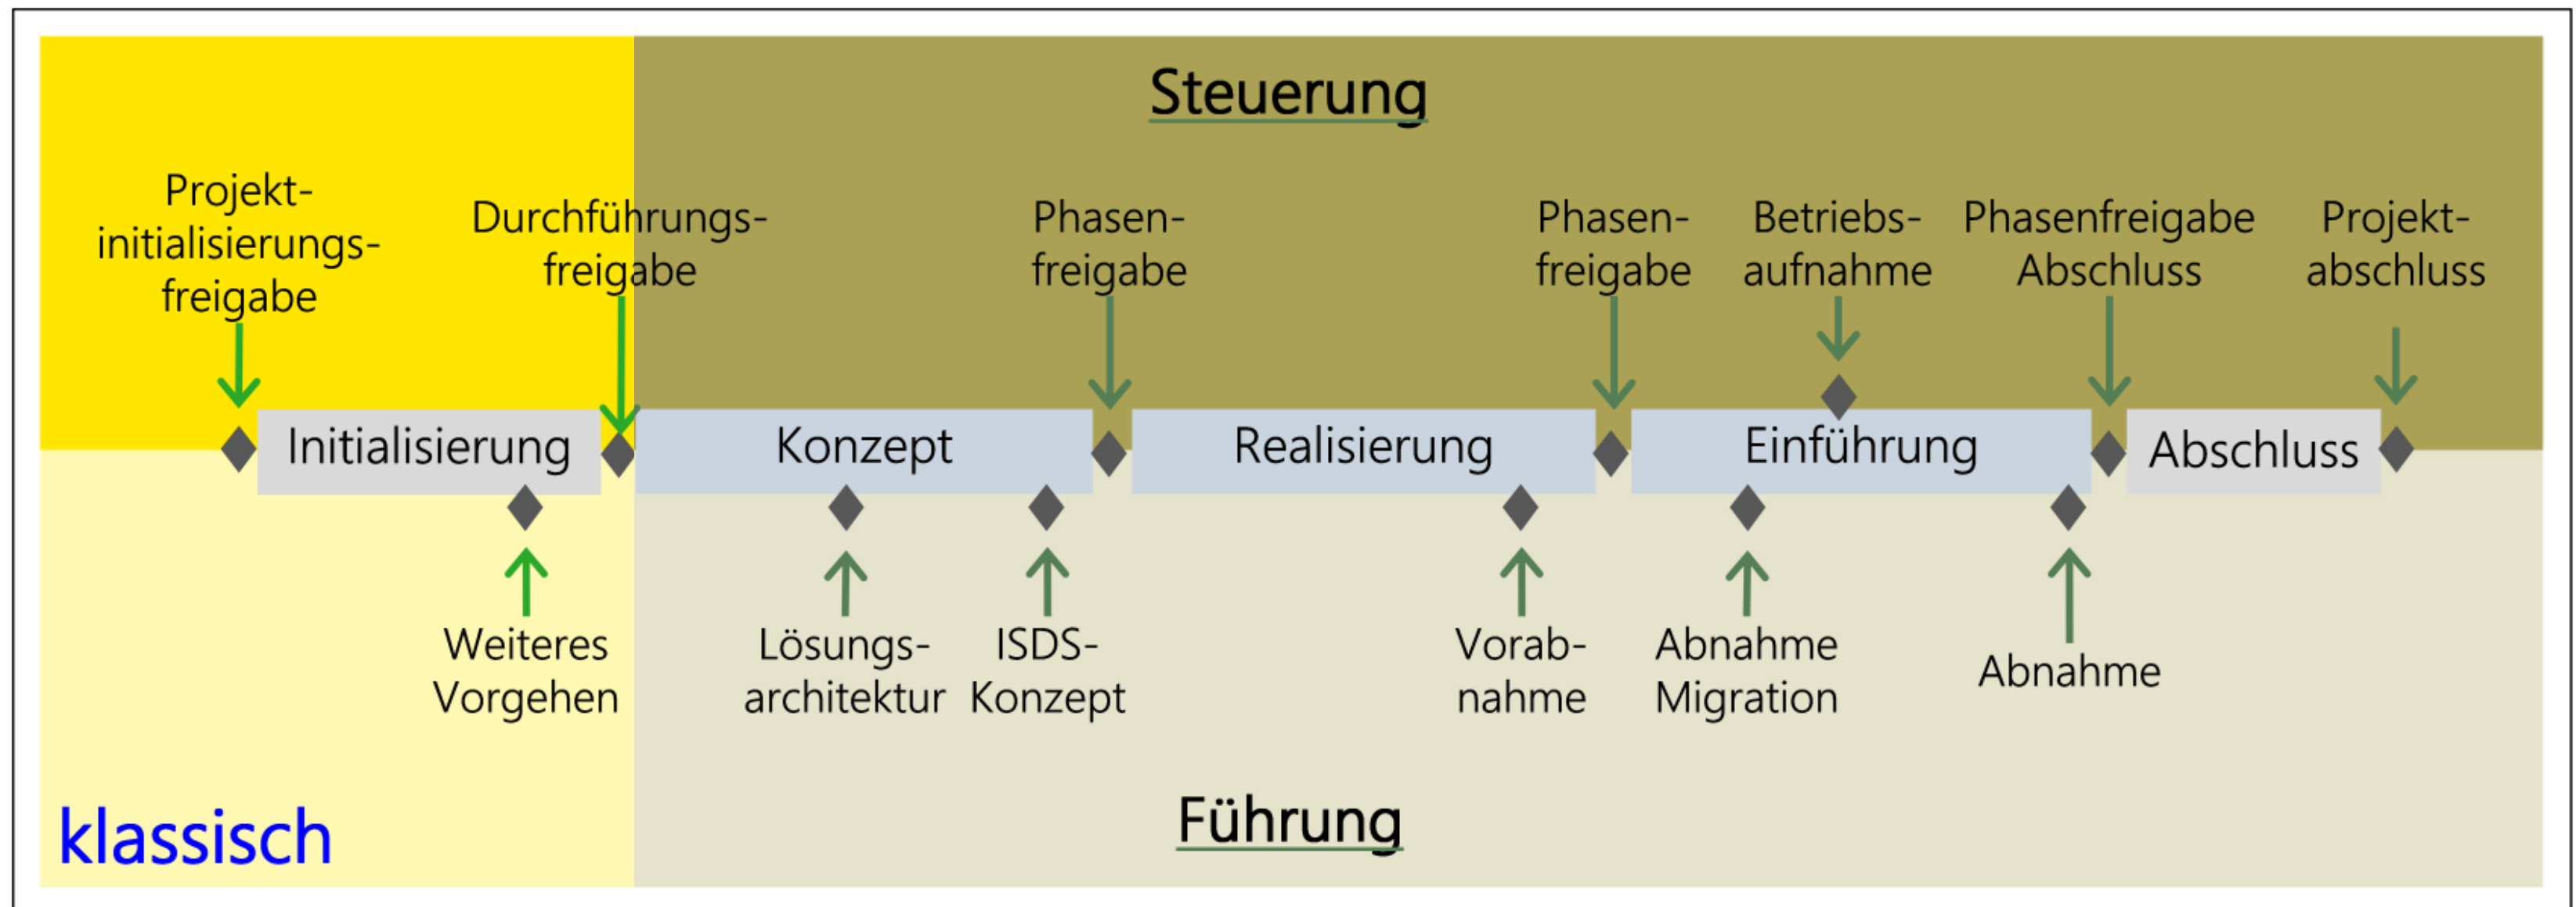 Steuerung
Projekt-
initialisierungs-
freigabe
Durchführungs-
freigabe
Phasen-
freigabe
Phasen-
freigabe
Betriebs-
aufnahme
Phasenfreigabe
Abschluss
Projekt-
abschluss
Initialisierung
Konzept
Realisierung
Einführung
Abschluss
Weiteres
Vorgehen
Lösungs-
architektur
ISDS-
Konzept
Vorab-
nahme
Abnahme
Migration
Abnahme
klassisch
Führung